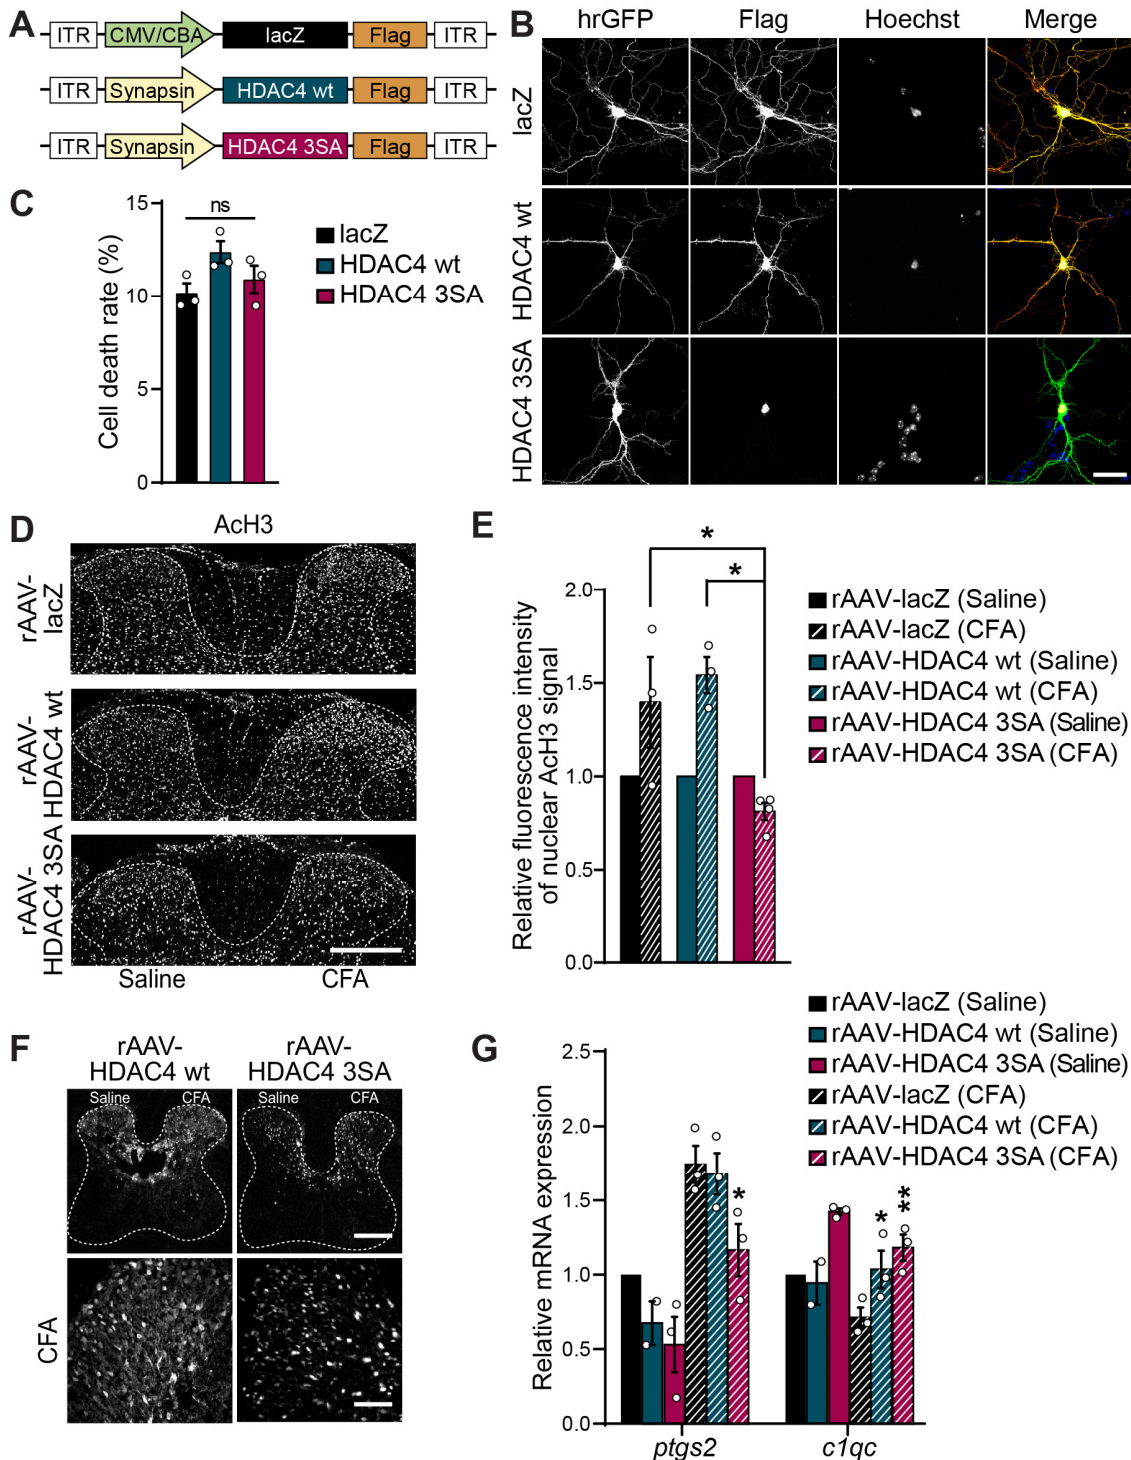 A
ITR CMV/CBA lacZ Flag ITR
ITR Synapsin HDAC4 wt Flag ITR
ITR Synapsin HDAC4 3SA Flag ITR
B
hrGFP Flag Hoechst Merge
lacZ
HDAC4 wt
HDAC4 3SA
C
Cell death rate (%)
15
10
5
0
ns
lacZ
HDAC4 wt
HDAC4 3SA
D
AcH3
rAAV-
lacZ
rAAV-
HDAC4 wt
rAAV-
HDAC4 3SA
Saline CFA
E
Relative fluorescence intensity
of nuclear AcH3 signal
2.0
1.5
1.0
0.5
0.0
*
*
rAAV-lacZ (Saline)
rAAV-lacZ (CFA)
rAAV-HDAC4 wt (Saline)
rAAV-HDAC4 wt (CFA)
rAAV-HDAC4 3SA (Saline)
rAAV-HDAC4 3SA (CFA)
F
rAAV-
HDAC4 wt
rAAV-
HDAC4 3SA
Saline CFA
Saline CFA
CFA
G
Relative mRNA expression
2.5
2.0
1.5
1.0
0.5
0.0
*
*
**
ptgs2 c1qc
rAAV-lacZ (Saline)
rAAV-HDAC4 wt (Saline)
rAAV-HDAC4 3SA (Saline)
rAAV-lacZ (CFA)
rAAV-HDAC4 wt (CFA)
rAAV-HDAC4 3SA (CFA)